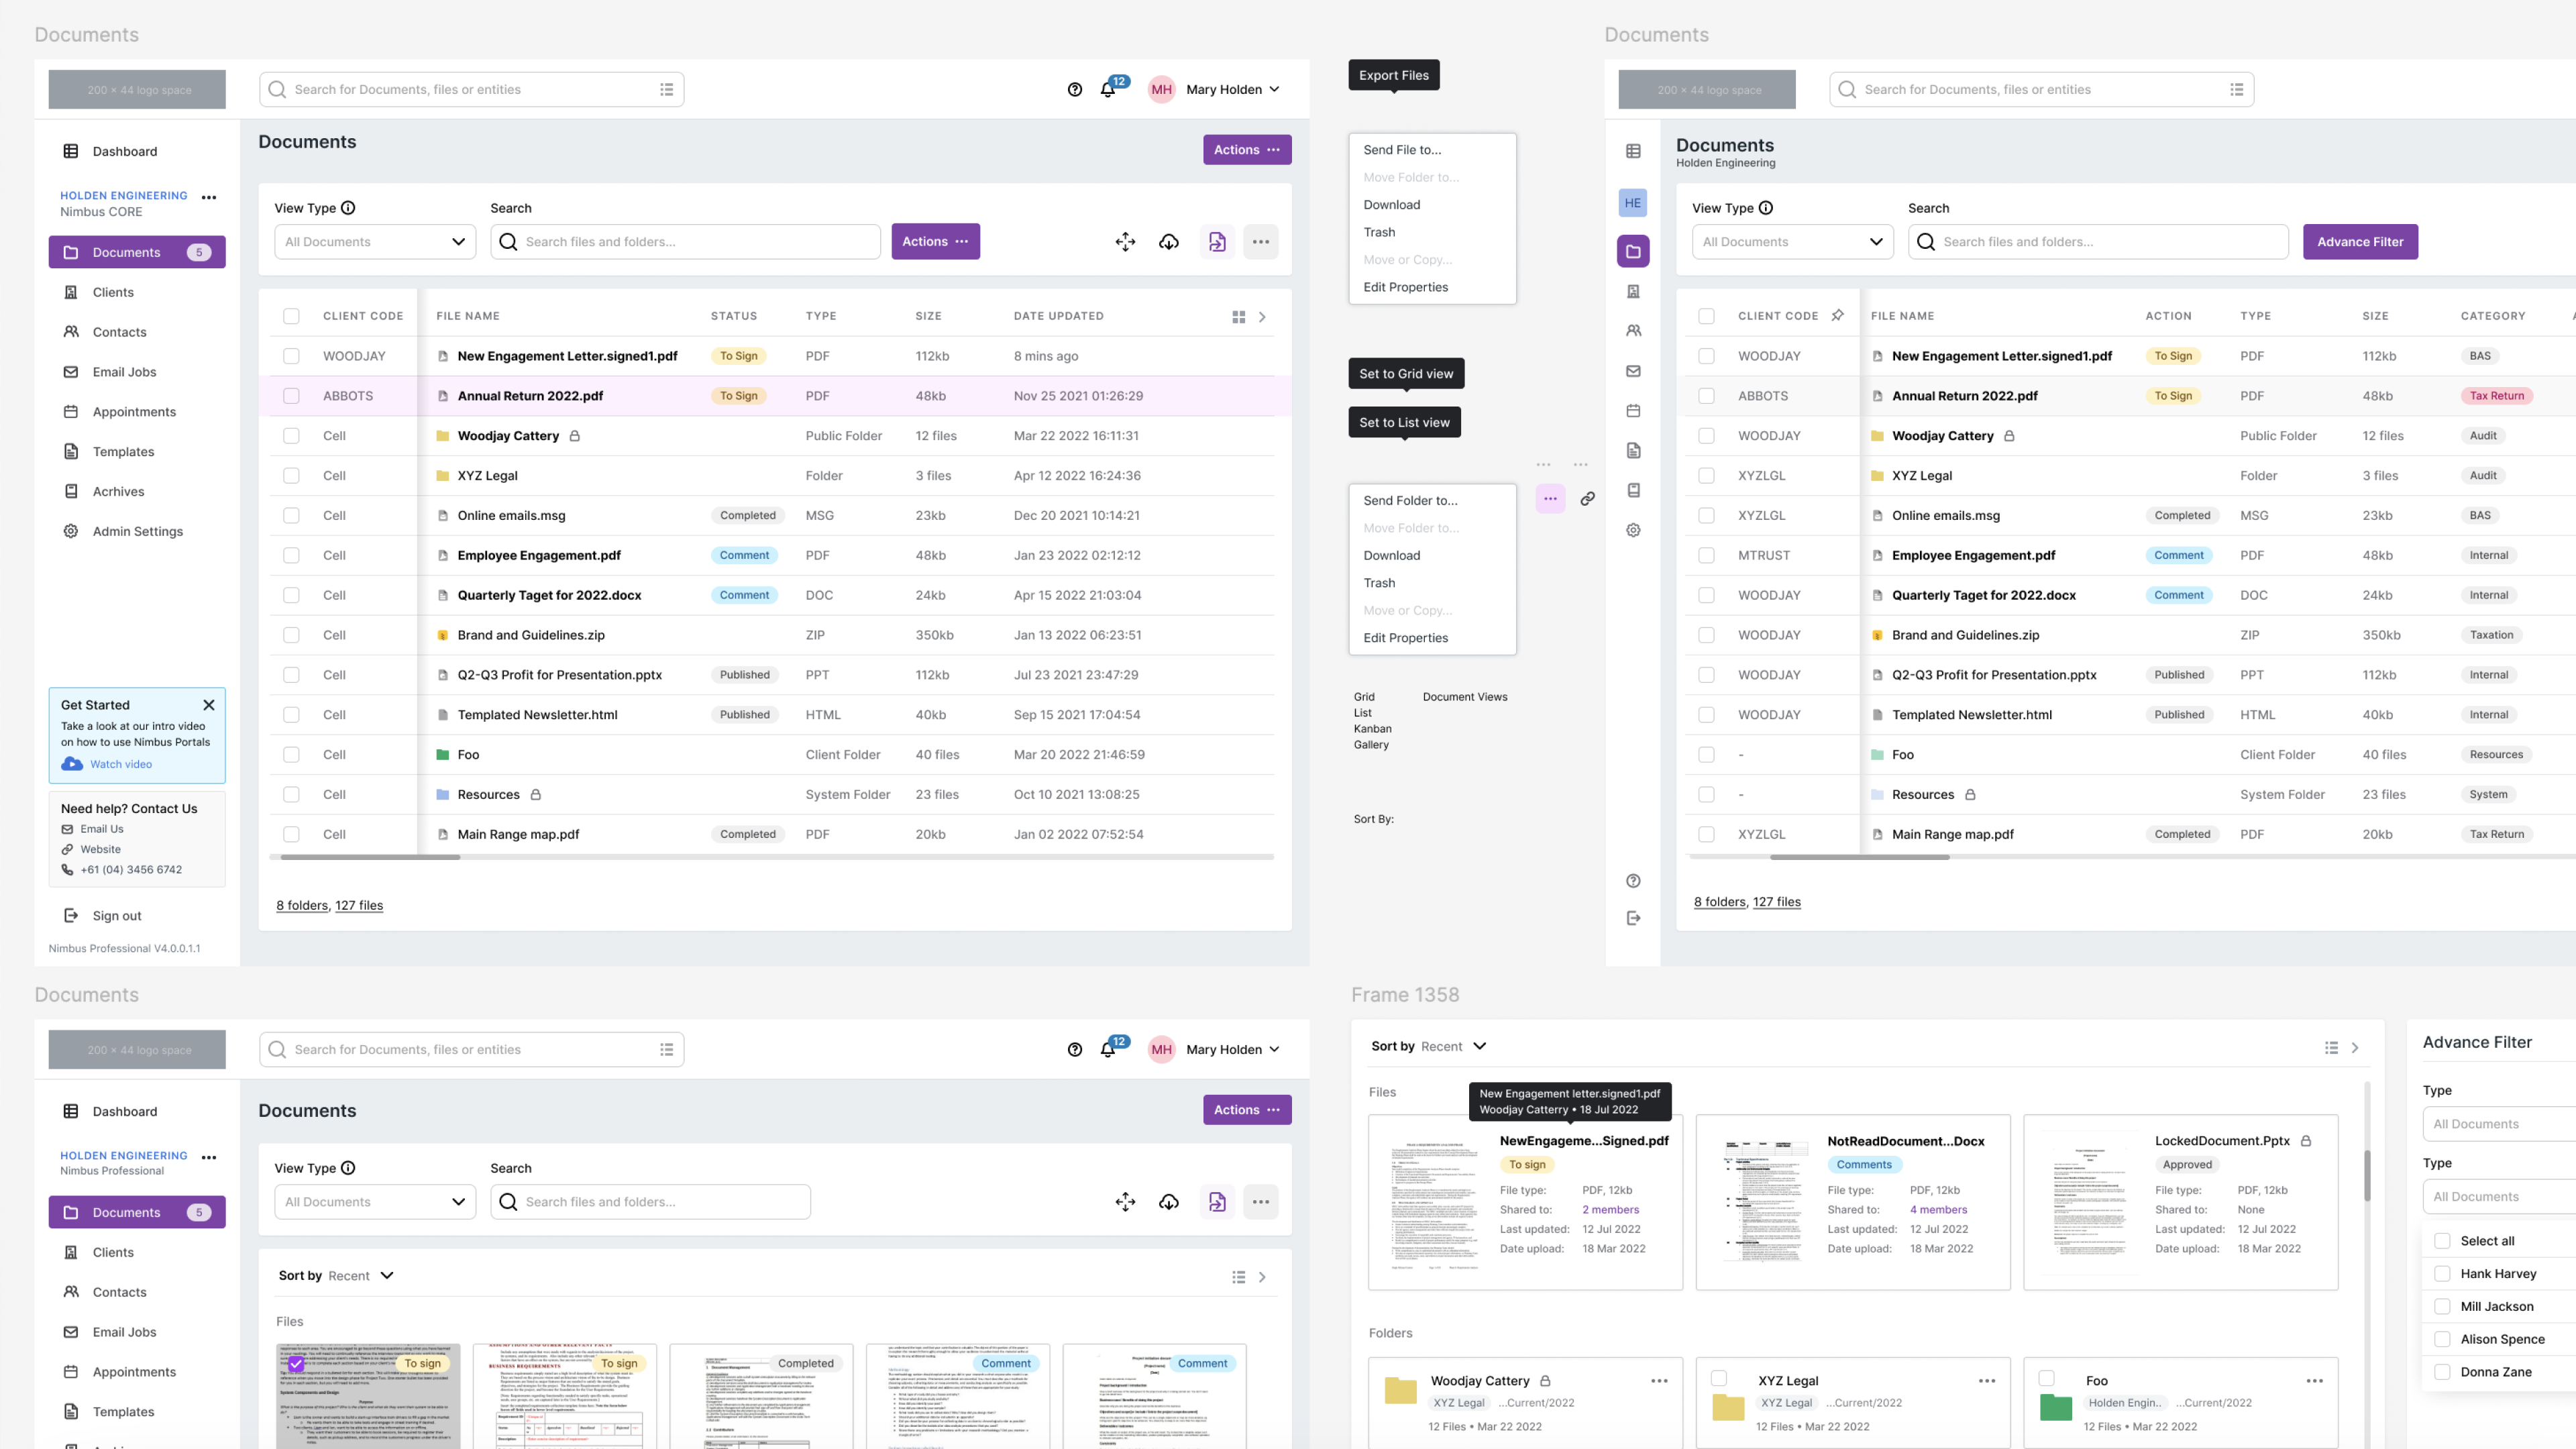 Documents
200 × 44 logo space
Search for Documents, files or entities
12
MH
Mary Holden
Dashboard
HOLDEN ENGINEERING
Nimbus CORE
Documents 5
Clients
Contacts
Email Jobs
Appointments
Templates
Acrhives
Admin Settings
Get Started
Take a look at our intro video
on how to use Nimbus Portals
Watch video
Need help? Contact Us
Email Us
Website
+61 (04) 3456 6742
Sign out
Nimbus Professional V4.0.0.1.1
Documents
Actions
View Type
Search
All Documents
Search files and folders...
Actions
CLIENT CODE FILE NAME STATUS TYPE SIZE DATE UPDATED
WOODJAY New Engagement Letter.signed1.pdf To Sign PDF 112kb 8 mins ago
ABBOTS Annual Return 2022.pdf To Sign PDF 48kb Nov 25 2021 01:26:29
Cell Woodjay Cattery Public Folder 12 files Mar 22 2022 16:11:31
Cell XYZ Legal Folder 3 files Apr 12 2022 16:24:36
Cell Online emails.msg Completed MSG 23kb Dec 20 2021 10:14:21
Cell Employee Engagement.pdf Comment PDF 48kb Jan 23 2022 02:12:12
Cell Quarterly Taget for 2022.docx Comment DOC 24kb Apr 15 2022 21:03:04
Cell Brand and Guidelines.zip ZIP 350kb Jan 13 2022 06:23:51
Cell Q2-Q3 Profit for Presentation.pptx Published PPT 112kb Jul 23 2021 23:47:29
Cell Templated Newsletter.html Published HTML 40kb Sep 15 2021 17:04:54
Cell Foo Client Folder 40 files Mar 20 2022 21:46:59
Cell Resources System Folder 23 files Oct 10 2021 13:08:25
Cell Main Range map.pdf Completed PDF 20kb Jan 02 2022 07:52:54
8 folders, 127 files
Export Files
Send File to...
Move Folder to...
Download
Trash
Move or Copy...
Edit Properties
Set to Grid view
Set to List view
Send Folder to...
Move Folder to...
Download
Trash
Move or Copy...
Edit Properties
Grid Document Views
List
Kanban
Gallery
Sort By:
Documents
200 × 44 logo space
Search for Documents, files or entities
HE
Documents
Holden Engineering
View Type
Search
All Documents
Search files and folders...
Advance Filter
CLIENT CODE FILE NAME ACTION TYPE SIZE CATEGORY
WOODJAY New Engagement Letter.signed1.pdf To Sign PDF 112kb BAS
ABBOTS Annual Return 2022.pdf To Sign PDF 48kb Tax Return
WOODJAY Woodjay Cattery Public Folder 12 files Audit
XYZLGL XYZ Legal Folder 3 files Audit
XYZLGL Online emails.msg Completed MSG 23kb BAS
MTRUST Employee Engagement.pdf Comment PDF 48kb Internal
WOODJAY Quarterly Taget for 2022.docx Comment DOC 24kb Internal
WOODJAY Brand and Guidelines.zip ZIP 350kb Taxation
WOODJAY Q2-Q3 Profit for Presentation.pptx Published PPT 112kb Internal
WOODJAY Templated Newsletter.html Published HTML 40kb Internal
- Foo Client Folder 40 files Resources
- Resources System Folder 23 files System
XYZLGL Main Range map.pdf Completed PDF 20kb Tax Return
8 folders, 127 files
Documents
200 × 44 logo space
Search for Documents, files or entities
12
MH
Mary Holden
Dashboard
HOLDEN ENGINEERING
Nimbus Professional
Documents 5
Clients
Contacts
Email Jobs
Appointments
Templates
Documents
Actions
View Type
Search
All Documents
Search files and folders...
Sort by Recent
Files
To sign
To sign
Completed
Comment
Comment
BUSINESS REQUIREMENTS
Frame 1358
Sort by Recent
Files
New Engagement letter.signed1.pdf
Woodjay Catterry • 18 Jul 2022
NewEngageme...Signed.pdf
To sign
File type: PDF, 12kb
Shared to: 2 members
Last updated: 12 Jul 2022
Date upload: 18 Mar 2022
NotReadDocument...Docx
Comments
File type: PDF, 12kb
Shared to: 4 members
Last updated: 12 Jul 2022
Date upload: 18 Mar 2022
LockedDocument.Pptx
Approved
File type: PDF, 12kb
Shared to: None
Last updated: 12 Jul 2022
Date upload: 18 Mar 2022
Folders
Woodjay Cattery
XYZ Legal ...Current/2022
12 Files • Mar 22 2022
XYZ Legal
XYZ Legal ...Current/2022
12 Files • Mar 22 2022
Foo
Holden Engin.. ...Current/2022
12 Files • Mar 22 2022
Advance Filter
Type
All Documents
Type
All Documents
Select all
Hank Harvey
Mill Jackson
Alison Spence
Donna Zane